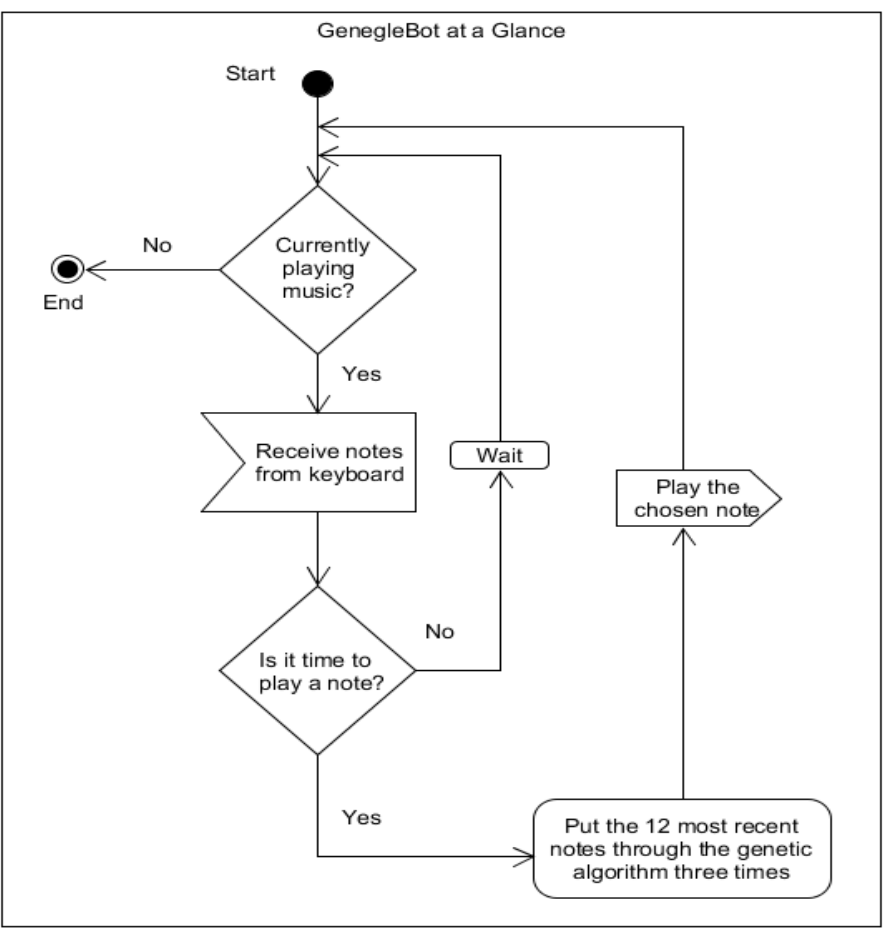 GenegleBot at a Glance
Start
No
Currently
playing
music?
End
Yes
Receive notes
from keyboard
Wait
Play the
chosen note
No
Is it time to
play a note?
Yes
Put the 12 most recent
notes through the genetic
algorithm three times